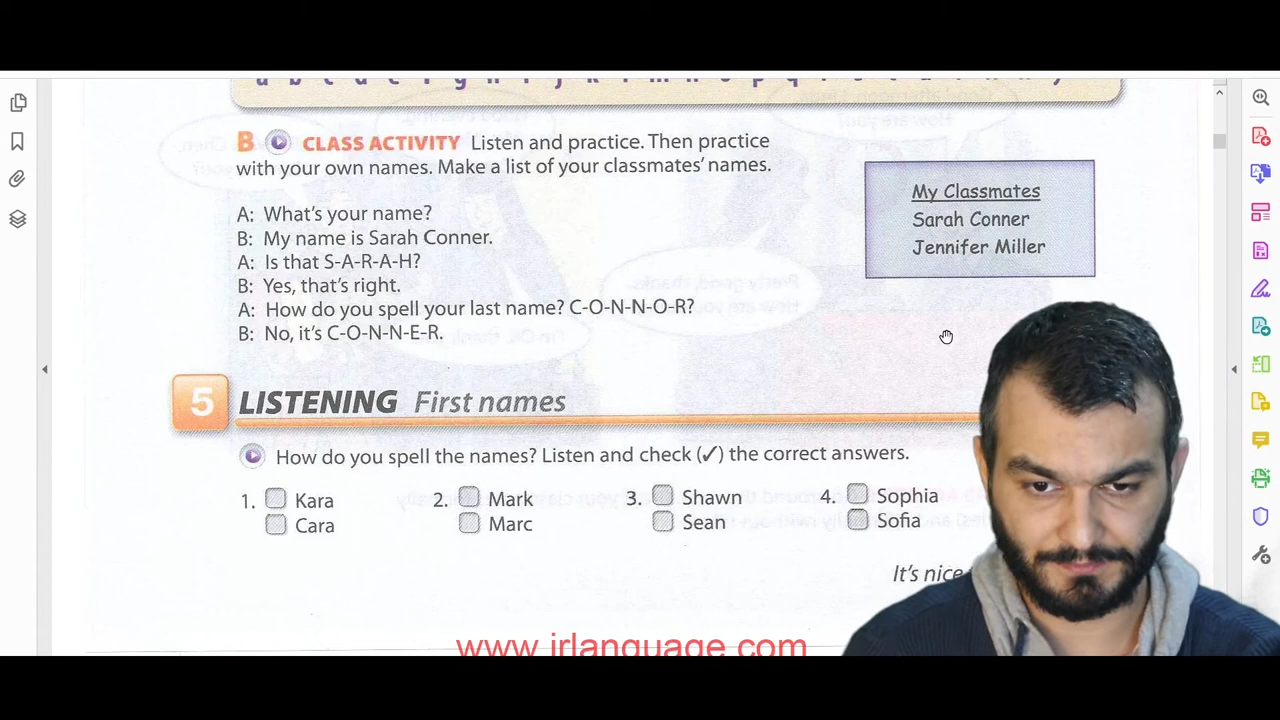 B CLASS ACTIVITY Listen and practice. Then practice
with your own names. Make a list of your classmates' names.
A: What's your name?
B: My name is Sarah Conner.
A: Is that S-A-R-A-H?
B: Yes, that's right.
A: How do you spell your last name? C-O-N-N-O-R?
B: No, it's C-O-N-N-E-R.
My Classmates
Sarah Conner
Jennifer Miller
5 LISTENING First names
How do you spell the names? Listen and check (✓) the correct answers.
1. Kara
Cara
2. Mark
Marc
3. Shawn
Sean
4. Sophia
Sofia
It's nice
www.irlanguage.com